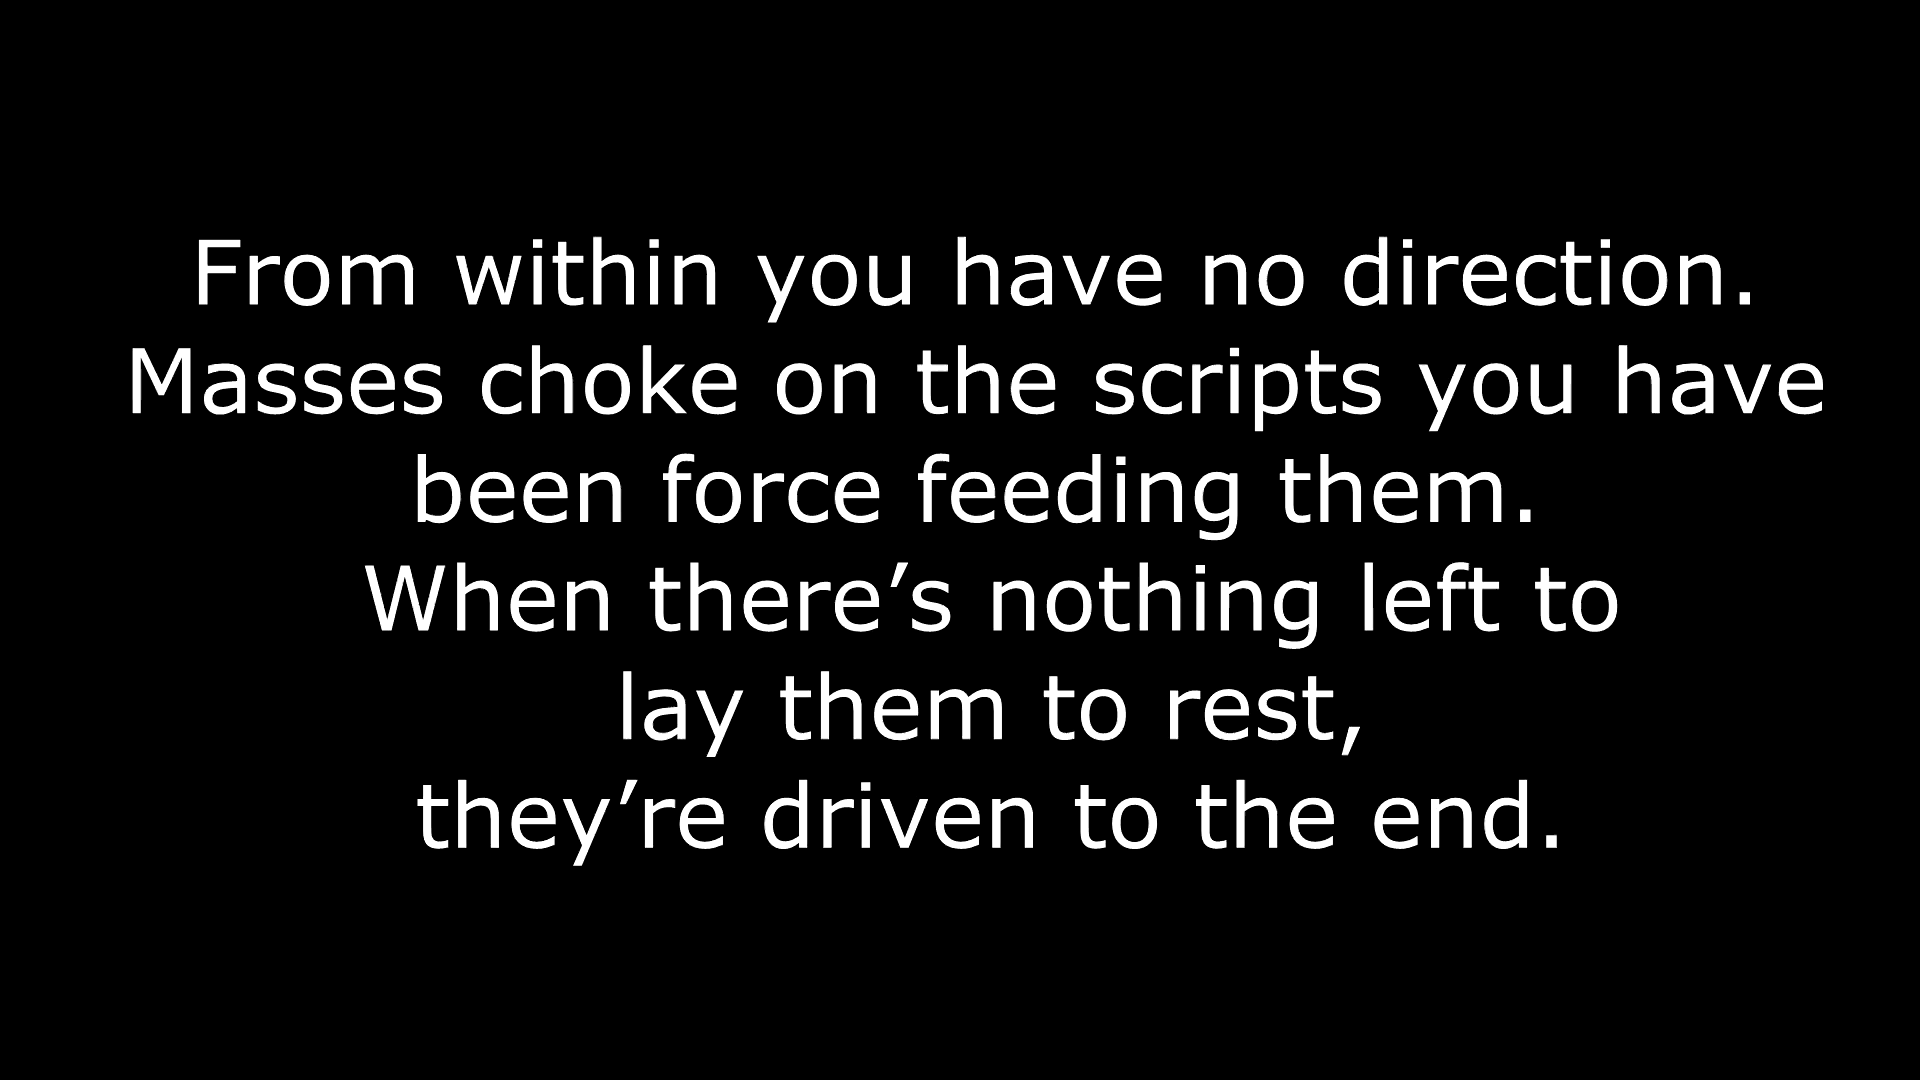 From within you have no direction.
Masses choke on the scripts you have
been force feeding them.
When there’s nothing left to
lay them to rest,
they’re driven to the end.